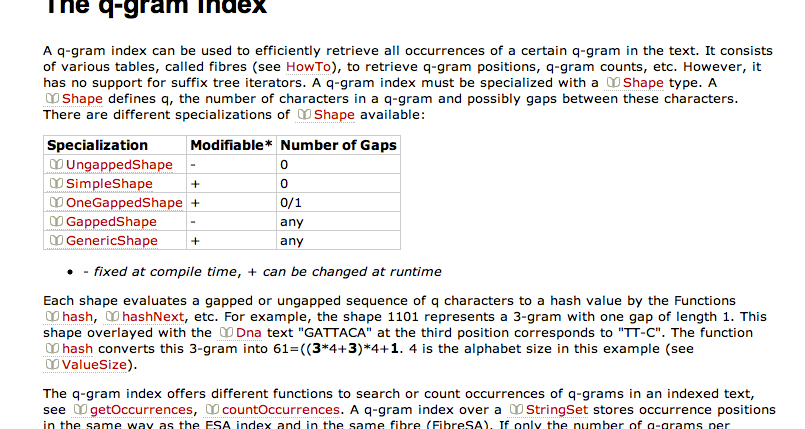 The q-gram Index
A q-gram index can be used to efficiently retrieve all occurrences of a certain q-gram in the text. It consists
of various tables, called fibres (see HowTo), to retrieve q-gram positions, q-gram counts, etc. However, it
has no support for suffix tree iterators. A q-gram index must be specialized with a Shape type. A
Shape defines q, the number of characters in a q-gram and possibly gaps between these characters.
There are different specializations of Shape available:
Specialization Modifiable* Number of Gaps
UngappedShape - 0
SimpleShape + 0
OneGappedShape + 0/1
GappedShape - any
GenericShape + any
• - fixed at compile time, + can be changed at runtime
Each shape evaluates a gapped or ungapped sequence of q characters to a hash value by the Functions
hash, hashNext, etc. For example, the shape 1101 represents a 3-gram with one gap of length 1. This
shape overlayed with the Dna text "GATTACA" at the third position corresponds to "TT-C". The function
hash converts this 3-gram into 61=((3*4+3)*4+1. 4 is the alphabet size in this example (see
ValueSize).
The q-gram index offers different functions to search or count occurrences of q-grams in an indexed text,
see getOccurrences, countOccurrences. A q-gram index over a StringSet stores occurrence positions
in the same way as the ESA index and in the same fibre (FibreSA). If only the number of q-grams per